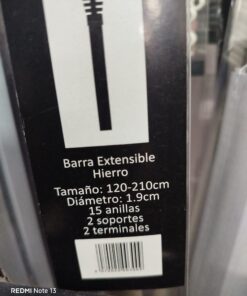 Barra Extensible
Hierro
Tamaño: 120-210cm
Diámetro: 1.9cm
15 anillas
2 soportes
2 terminales
REDMI Note 13